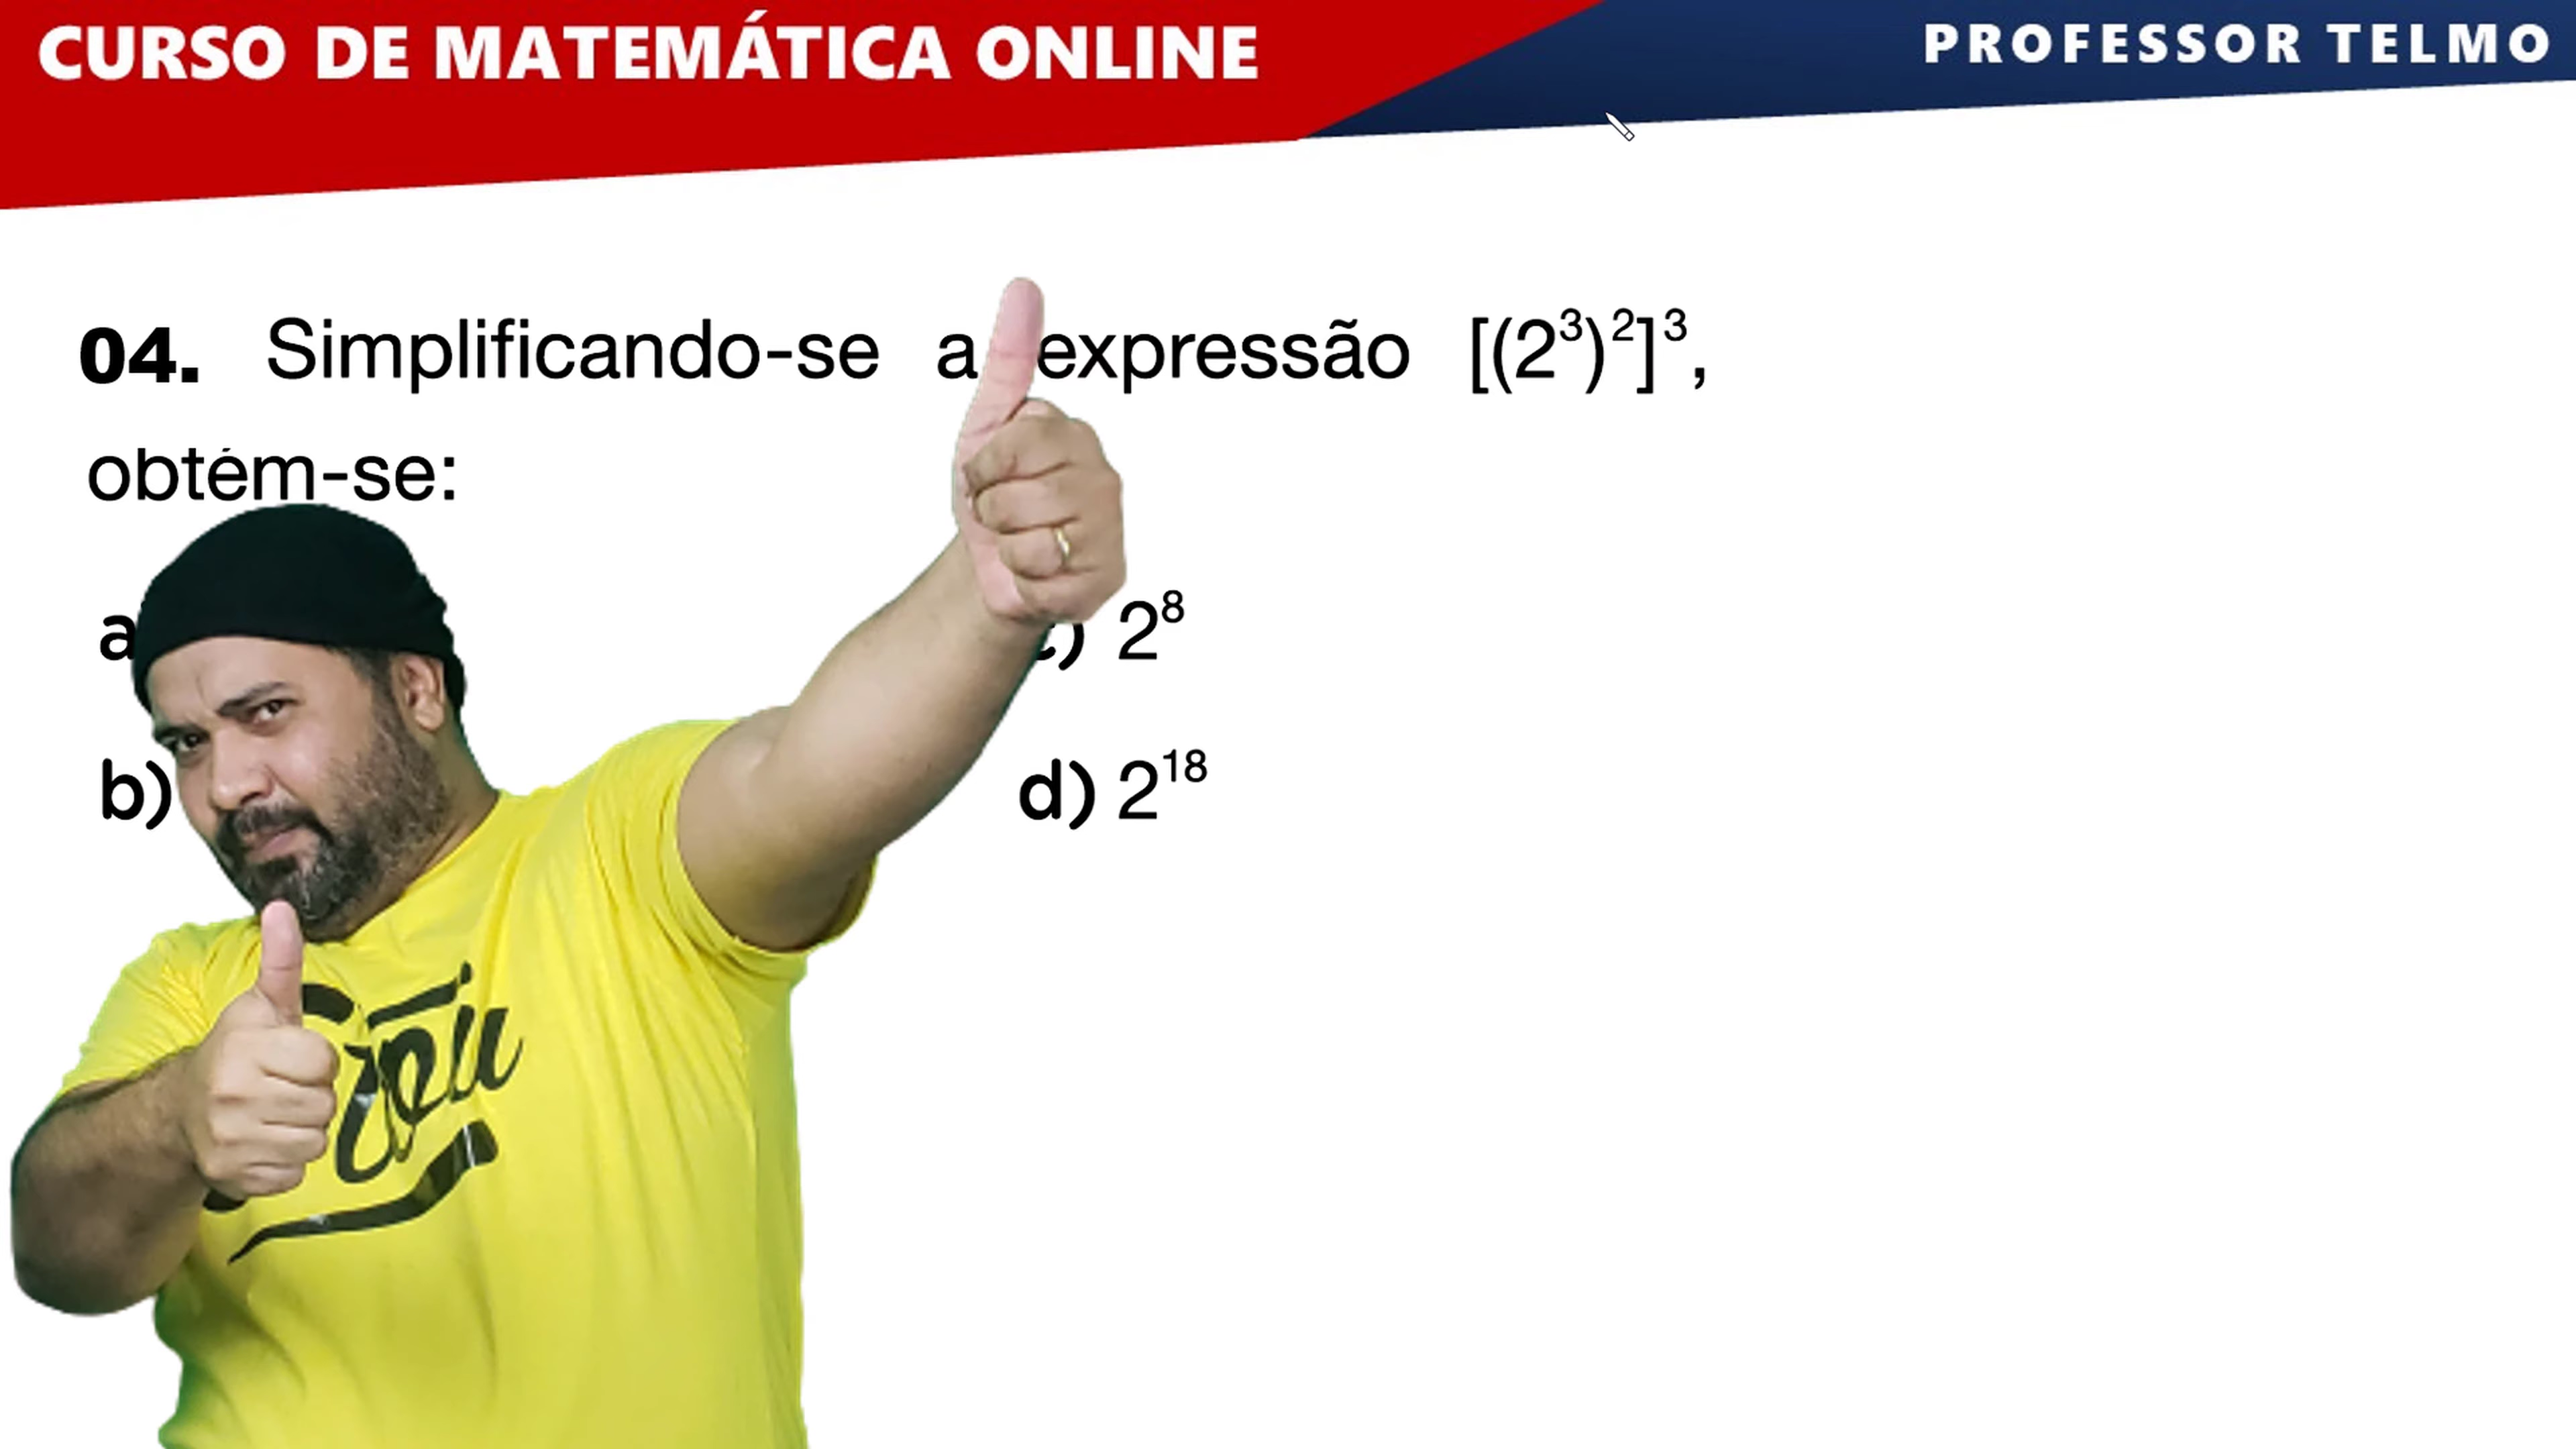 CURSO DE MATEMÁTICA ONLINE
PROFESSOR TELMO
04. Simplificando-se a expressão [(2³)²]³,
obtém-se:
a
c) 2⁸
b)
d) 2¹⁸